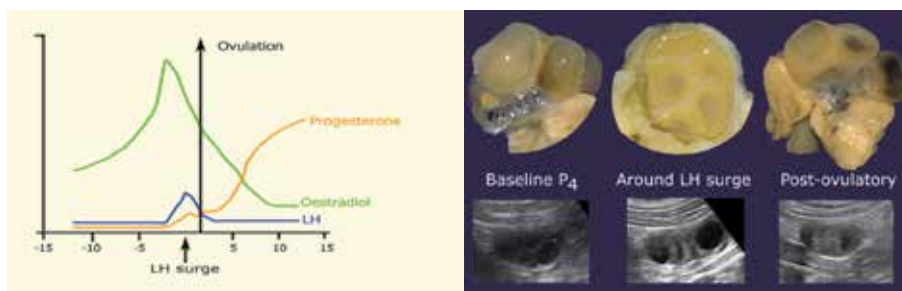 Ovulation
Progesterone
Oestradiol
LH
-15 -10 -5 0 5 10 15
LH surge
Baseline P4 Around LH surge Post-ovulatory